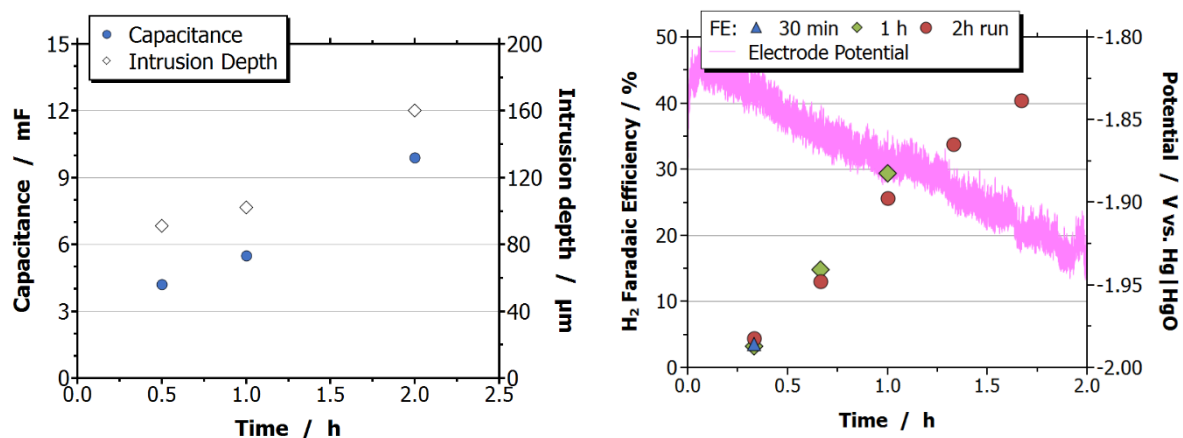 Capacitance
Intrusion Depth
15
12
9
6
3
0
Capacitance / mF
200
160
120
80
40
0
Intrusion depth / µm
0.0 0.5 1.0 1.5 2.0 2.5
Time / h
FE: 30 min 1 h 2h run
Electrode Potential
50
40
30
20
10
0
H₂ Faradaic Efficiency / %
-1.80
-1.85
-1.90
-1.95
-2.00
Potential / V vs. Hg|HgO
0.0 0.5 1.0 1.5 2.0
Time / h